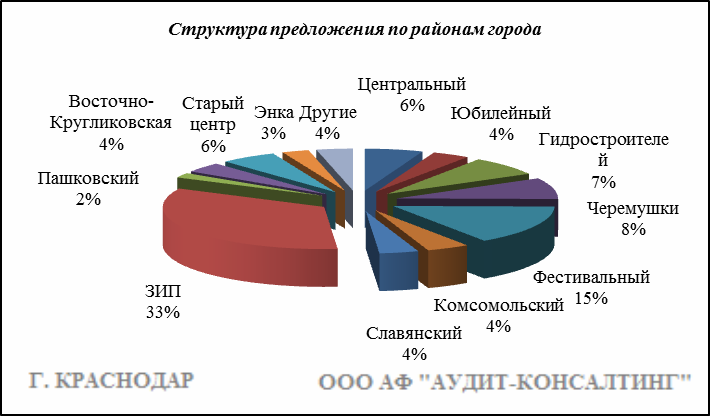 Структура предложения по районам города
Центральный
6%
Юбилейный
4%
Гидростроителе
й
7%
Черемушки
8%
Фестивальный
15%
Комсомольский
4%
Славянский
4%
ЗИП
33%
Пашковский
2%
Восточно-
Кругликовская
4%
Старый
центр
6%
Энка
3%
Другие
4%
Г. КРАСНОДАР
ООО АФ "АУДИТ-КОНСАЛТИНГ"